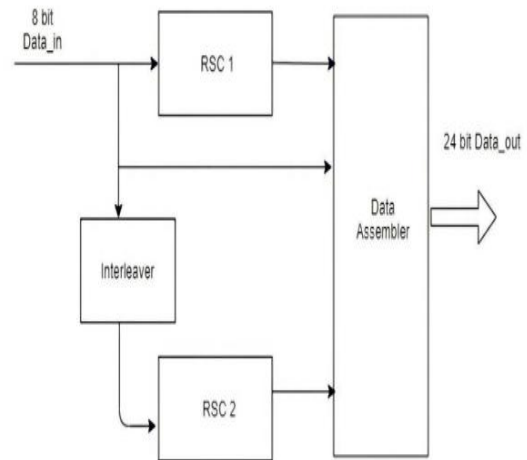 8 bit
Data_in
RSC 1
24 bit Data_out
Data
Assembler
Interleaver
RSC 2